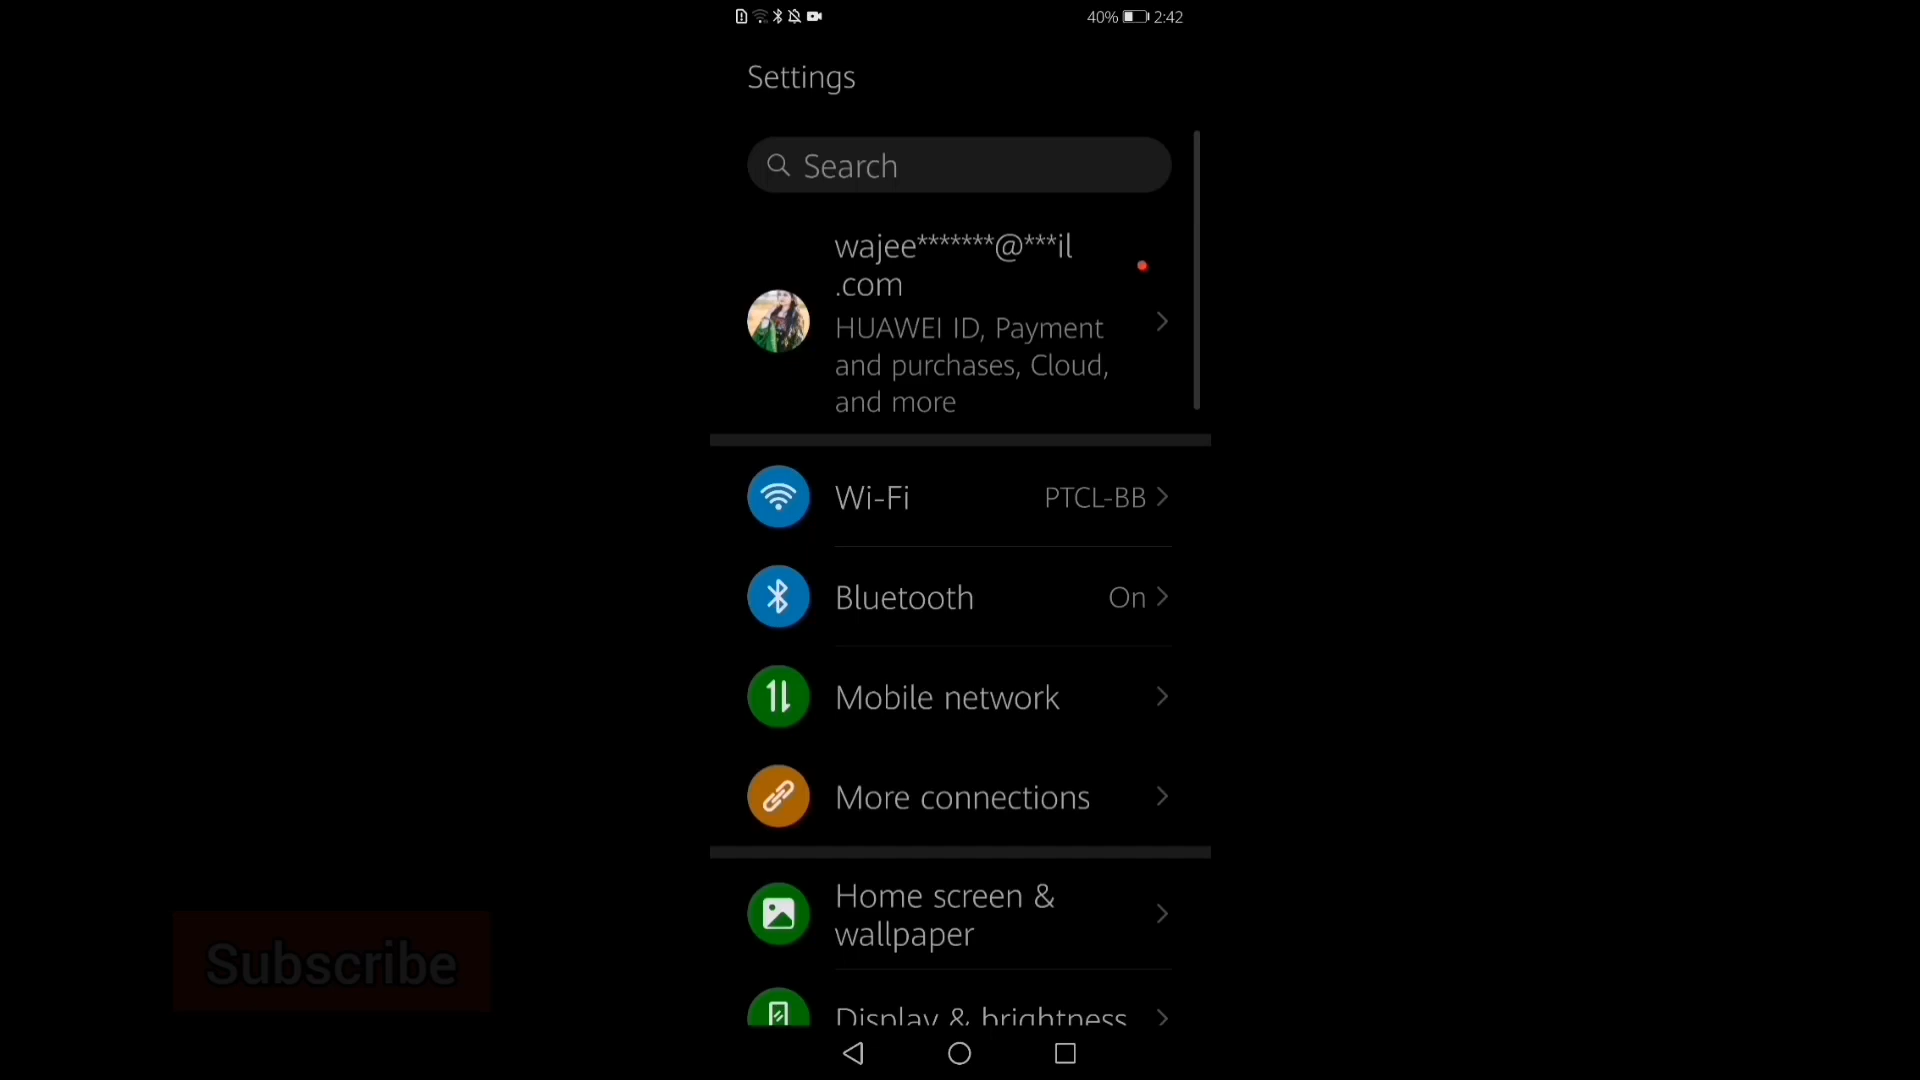 40% 2:42
Settings
Search
wajee*******@***il
.com
HUAWEI ID, Payment
and purchases, Cloud,
and more
Wi-Fi PTCL-BB
Bluetooth On
Mobile network
More connections
Home screen &
wallpaper
Display & brightness
Subscribe